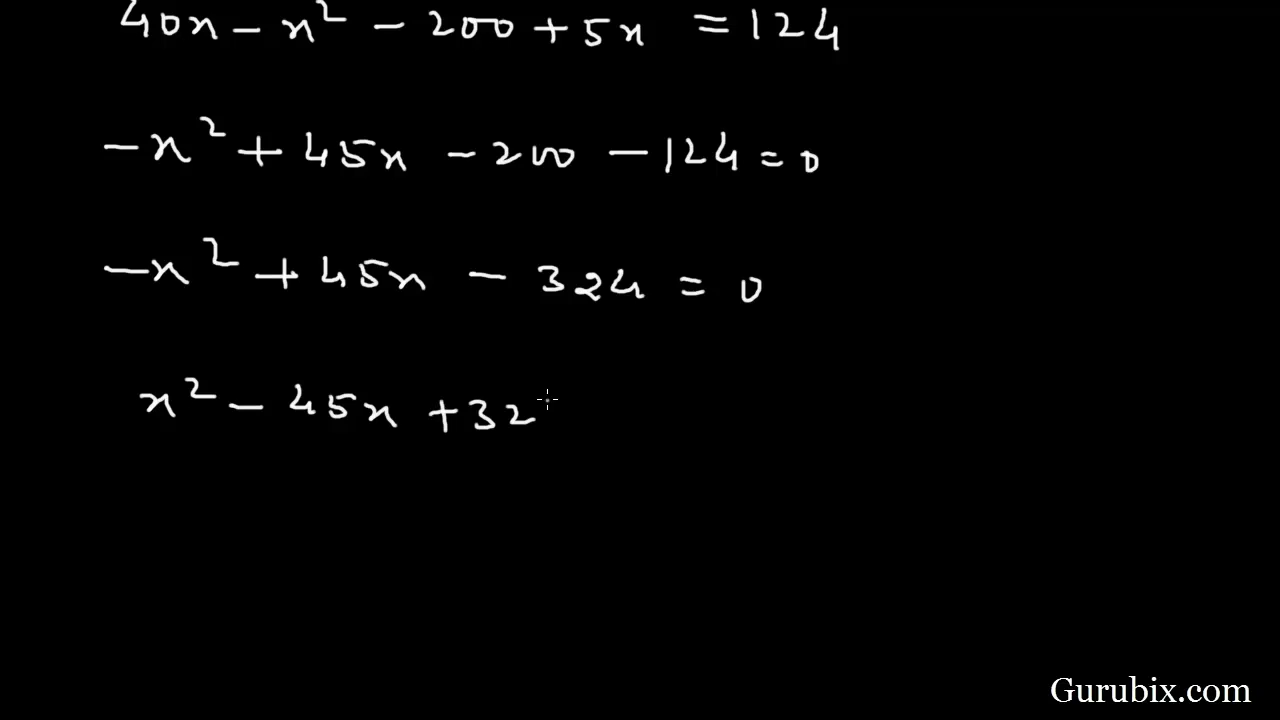 40x - x² - 200 + 5x = 124
-x² + 45x - 200 - 124 = 0
-x² + 45x - 324 = 0
x² - 45x + 32
Gurubix.com